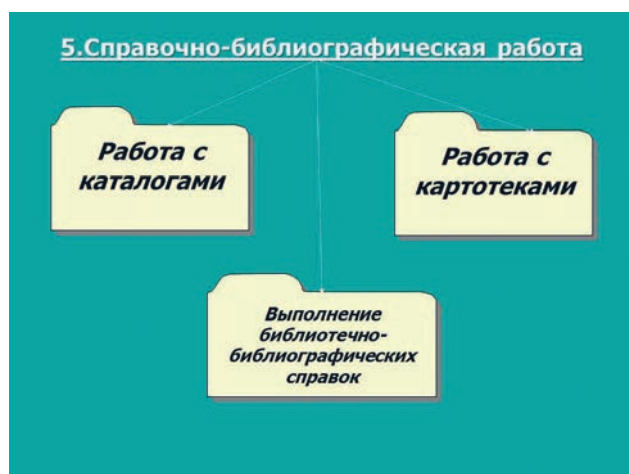 5.Справочно-библиографическая работа
Работа с
каталогами
Работа с
картотеками
Выполнение
библиотечно-
библиографических
справок